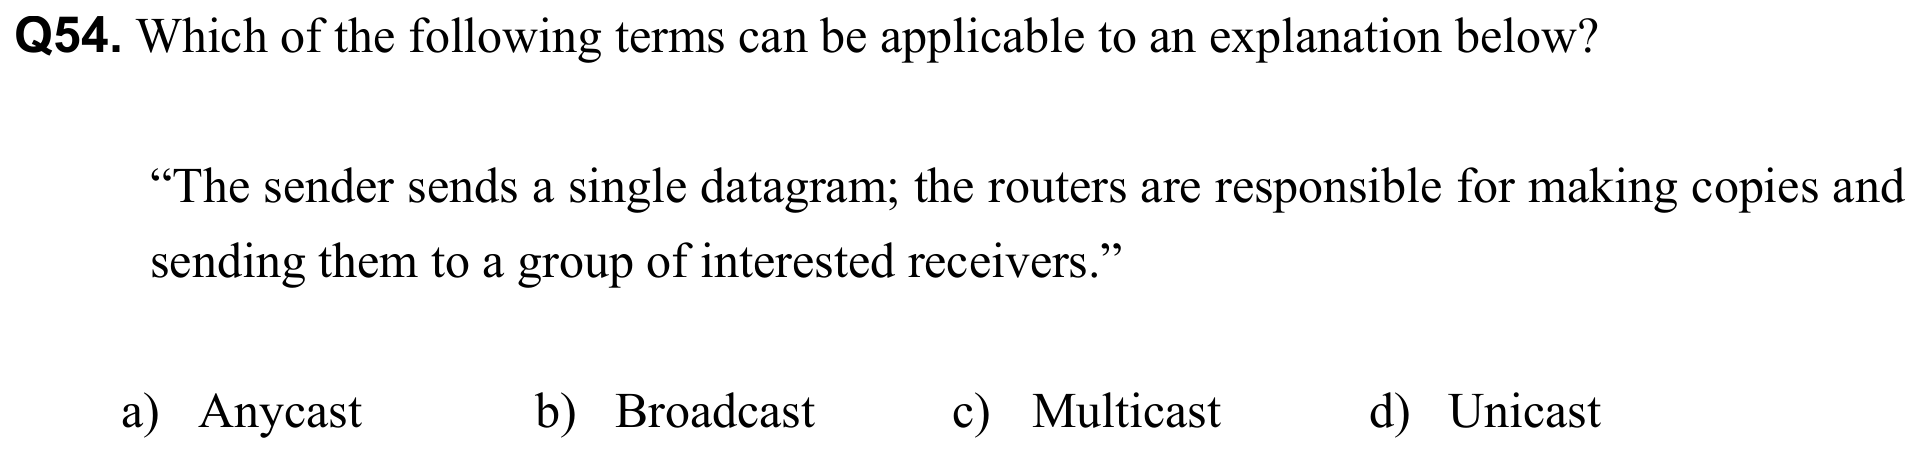 Q54. Which of the following terms can be applicable to an explanation below?
“The sender sends a single datagram; the routers are responsible for making copies and
sending them to a group of interested receivers.”
a) Anycast b) Broadcast c) Multicast d) Unicast